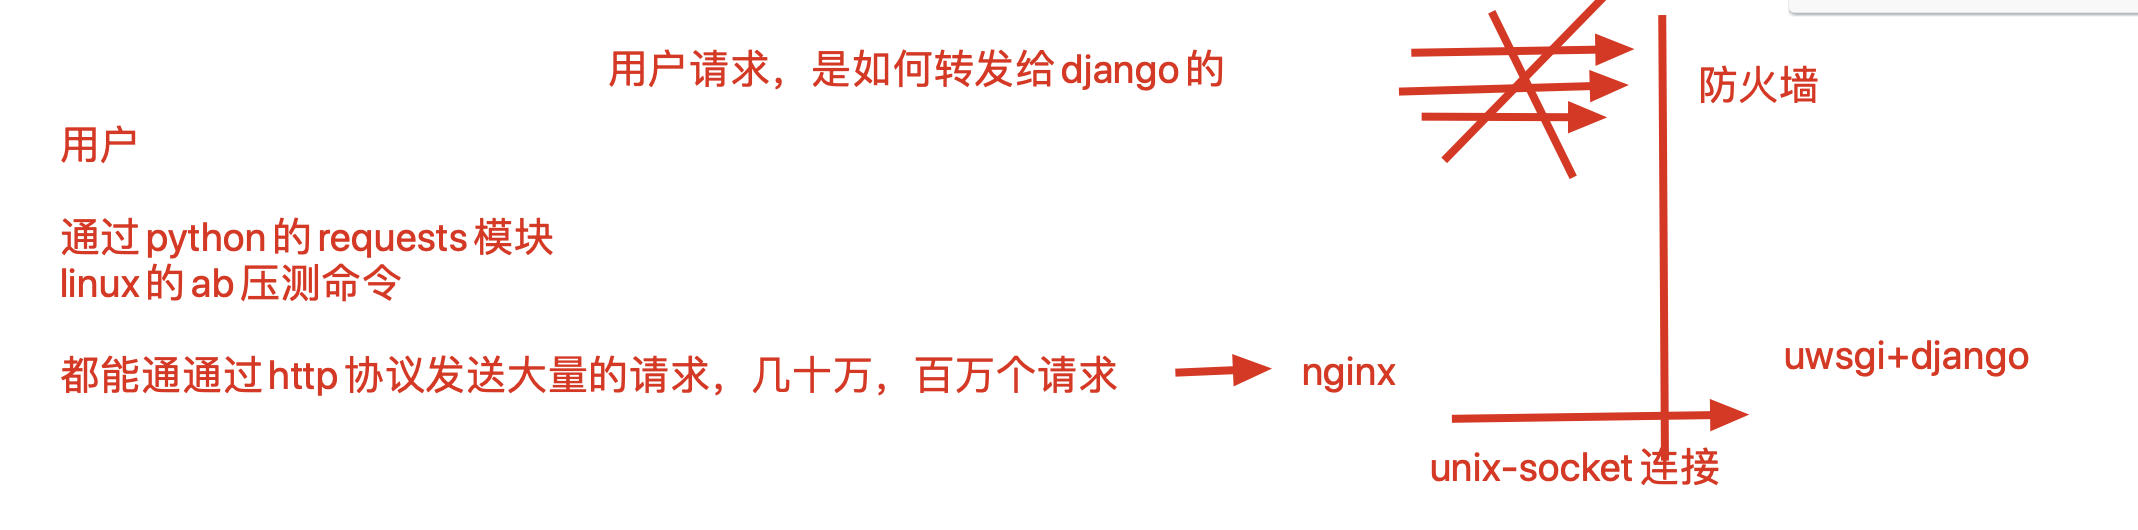 用户请求，是如何转发给django的
防火墙
用户
通过python的requests模块
linux的ab压测命令
都能通通过http协议发送大量的请求，几十万，百万个请求
nginx
uwsgi+django
unix-socket连接